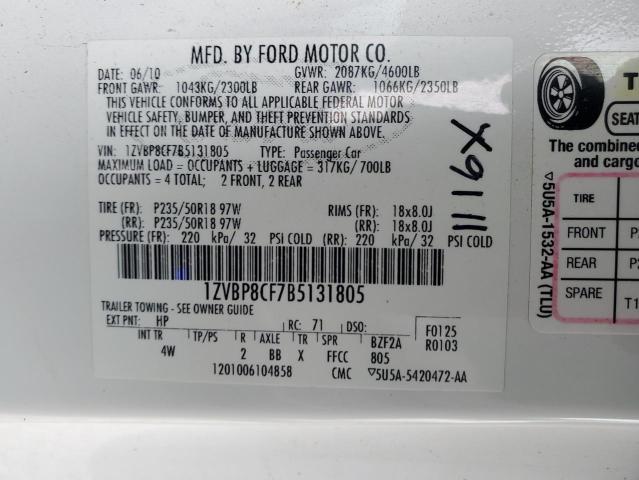 MFD. BY FORD MOTOR CO.
DATE: 06/10 GVWR: 2087KG/4600LB
FRONT GAWR: 1043KG/2300LB REAR GAWR: 1066KG/2350LB
THIS VEHICLE CONFORMS TO ALL APPLICABLE FEDERAL MOTOR
VEHICLE SAFETY, BUMPER, AND THEFT PREVENTION STANDARDS
IN EFFECT ON THE DATE OF MANUFACTURE SHOWN ABOVE.
VIN: 1ZVBP8CF7B5131805 TYPE: Passenger Car
MAXIMUM LOAD = OCCUPANTS + LUGGAGE = 317KG/700LB
OCCUPANTS = 4 TOTAL; 2 FRONT, 2 REAR
TIRE (FR): P235/50R18 97W RIMS (FR): 18x8.0J
(RR): P235/50R18 97W (RR): 18x8.0J
PRESSURE (FR): 220 kPa/ 32 PSI COLD (RR): 220 kPa/ 32 PSI COLD
1ZVBP8CF7B5131805
TRAILER TOWING - SEE OWNER GUIDE
EXT PNT: HP RC: 71 DSO:
F0125
R0103
INT TR TP/PS R AXLE TR SPR BZF2A
4W 2 BB X FFCC 805
1201006104858 CMC ▽5U5A-5420472-AA
X9111
▽5U5A-1532-AA (TLU)
T
SEAT
The combined
and cargo
TIRE
FRONT P
REAR P2
SPARE T1